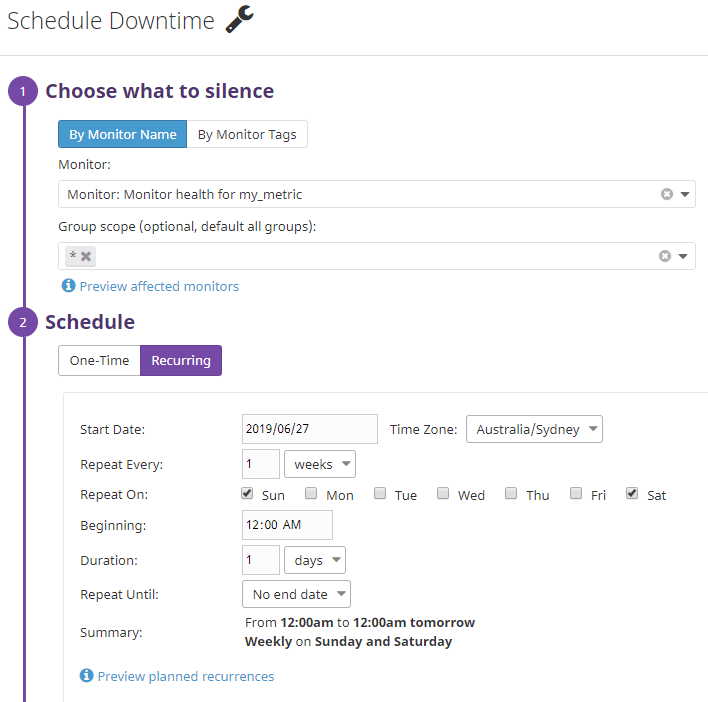 Schedule Downtime
1 Choose what to silence
By Monitor Name By Monitor Tags
Monitor:
Monitor: Monitor health for my_metric
Group scope (optional, default all groups):
*
Preview affected monitors
2 Schedule
One-Time Recurring
Start Date: 2019/06/27 Time Zone: Australia/Sydney
Repeat Every: 1 weeks
Repeat On: Sun Mon Tue Wed Thu Fri Sat
Beginning: 12:00 AM
Duration: 1 days
Repeat Until: No end date
From 12:00am to 12:00am tomorrow
Summary:
Weekly on Sunday and Saturday
Preview planned recurrences